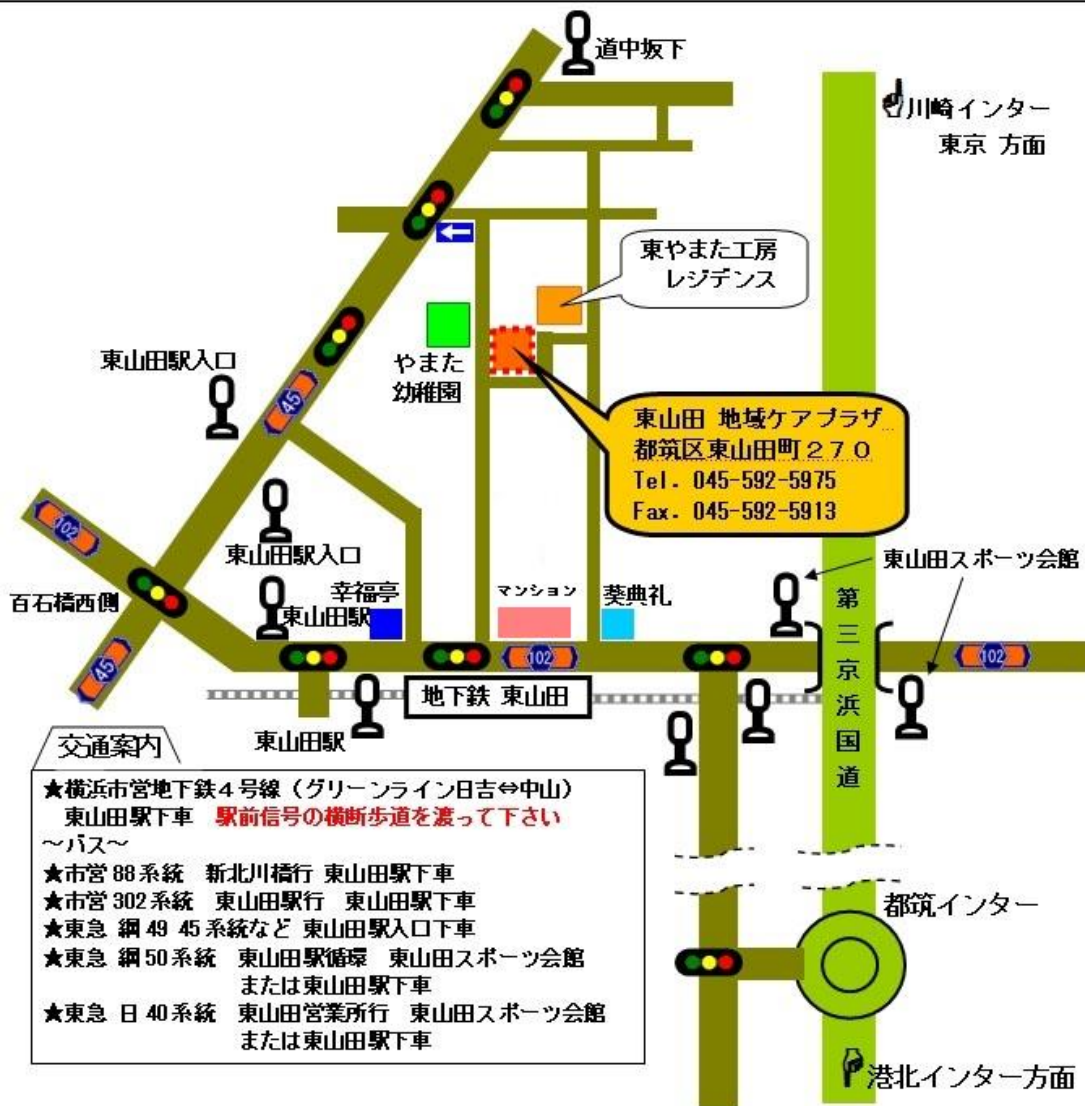 道中坂下
川崎インター
東京 方面
東やまた工房
レジデンス
やまた
幼稚園
東山田駅入口
45
東山田 地域ケアプラザ
都筑区東山田町２７０
Tel. 045-592-5975
Fax. 045-592-5913
102
東山田駅入口
百石橋西側
幸福亭
東山田駅
マンション
葵典礼
東山田スポーツ会館
第三京浜国道
102
102
45
地下鉄 東山田
東山田駅
交通案内
★横浜市営地下鉄４号線（グリーンライン日吉⇔中山）
東山田駅下車 駅前信号の横断歩道を渡って下さい
～バス～
★市営 88 系統 新北川橋行 東山田駅下車
★市営 302 系統 東山田駅行 東山田駅下車
★東急 綱 49 45 系統など 東山田駅入口下車
★東急 綱 50 系統 東山田駅循環 東山田スポーツ会館
または東山田駅下車
★東急 日 40 系統 東山田営業所行 東山田スポーツ会館
または東山田駅下車
都筑インター
港北インター方面